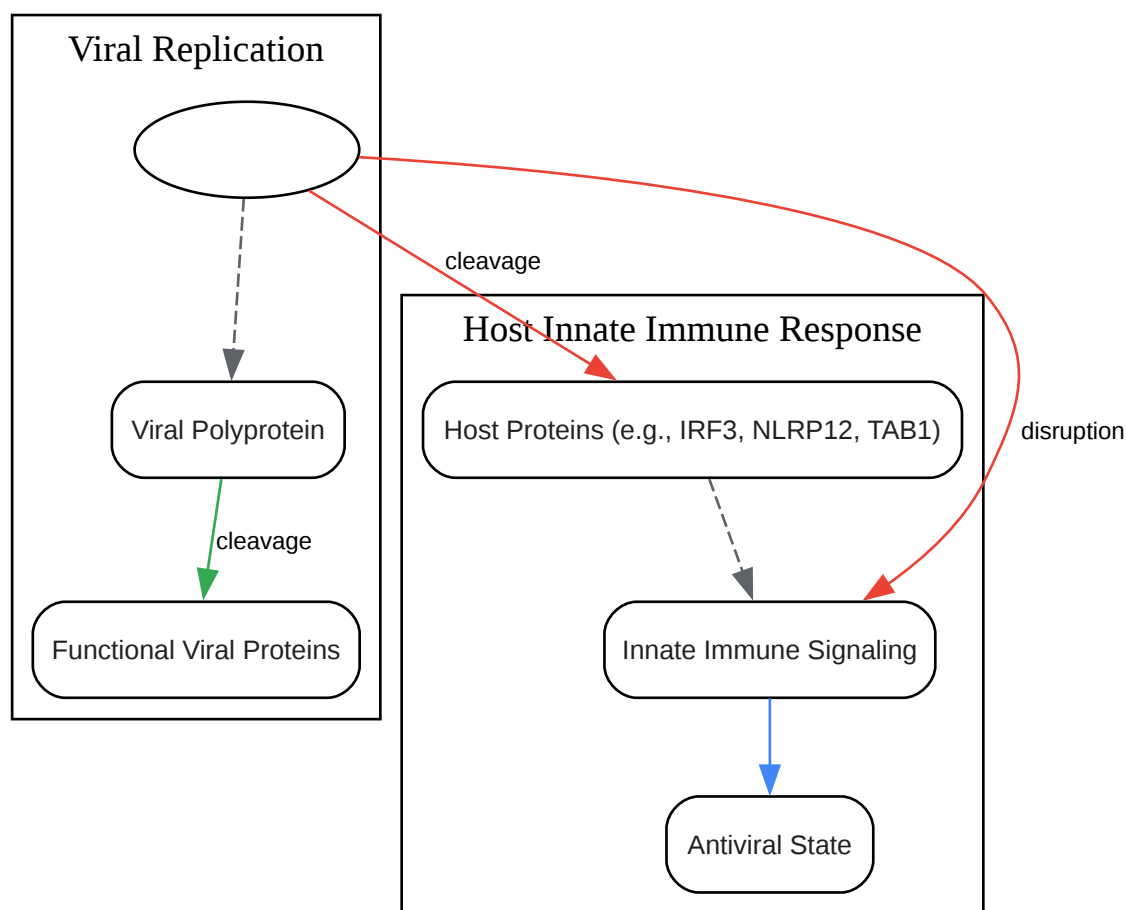 Viral Replication
cleavage
Host Innate Immune Response
Viral Polyprotein
Host Proteins (e.g., IRF3, NLRP12, TAB1)
disruption
cleavage
Functional Viral Proteins
Innate Immune Signaling
Antiviral State